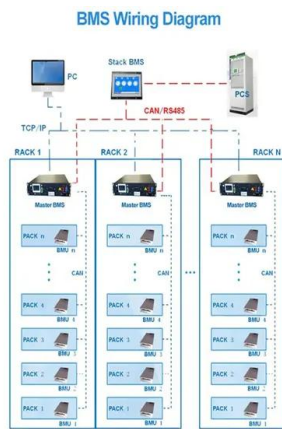 BMS Wiring Diagram
PC
Stack BMS
PCS
CAN/RS485
TCP/IP
RACK 1
RACK 2
RACK N
Master BMS
Master BMS
Master BMS
PACK n
BMU n
PACK n
BMU n
PACK n
BMU n
CAN
CAN
PACK 4
BMU 4
PACK 4
BMU 4
PACK 4
BMU 4
PACK 3
BMU 3
PACK 3
BMU 3
PACK 3
BMU 3
PACK 2
BMU 2
PACK 2
BMU 2
PACK 2
BMU 2
PACK 1
BMU 1
PACK 1
BMU 1
PACK 1
BMU 1